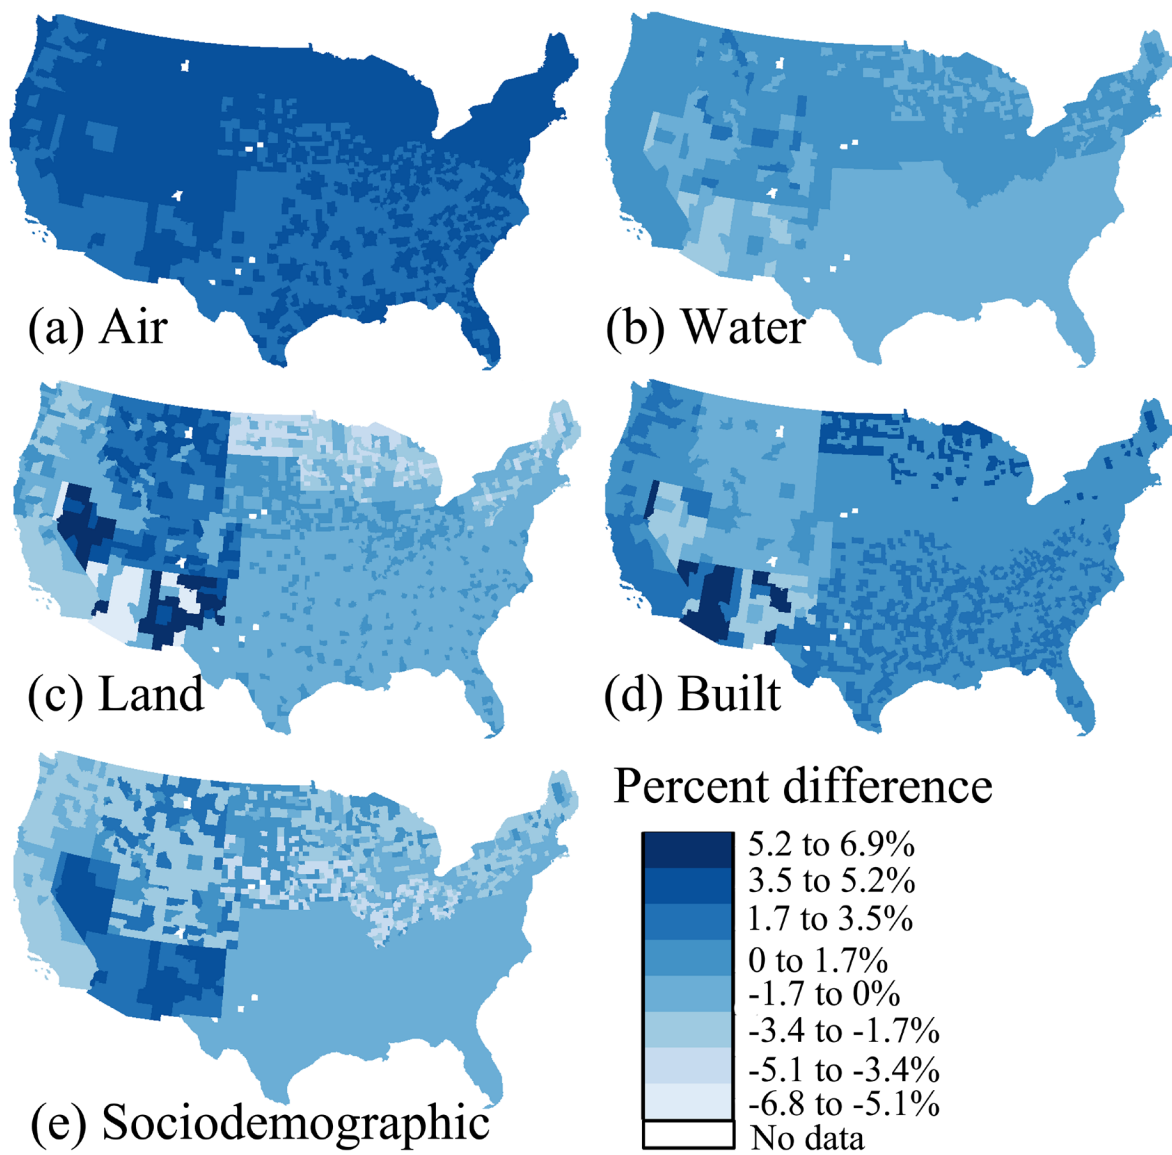 (a) Air
(b) Water
(c) Land
(d) Built
(e) Sociodemographic
Percent difference
5.2 to 6.9%
3.5 to 5.2%
1.7 to 3.5%
0 to 1.7%
-1.7 to 0%
-3.4 to -1.7%
-5.1 to -3.4%
-6.8 to -5.1%
No data